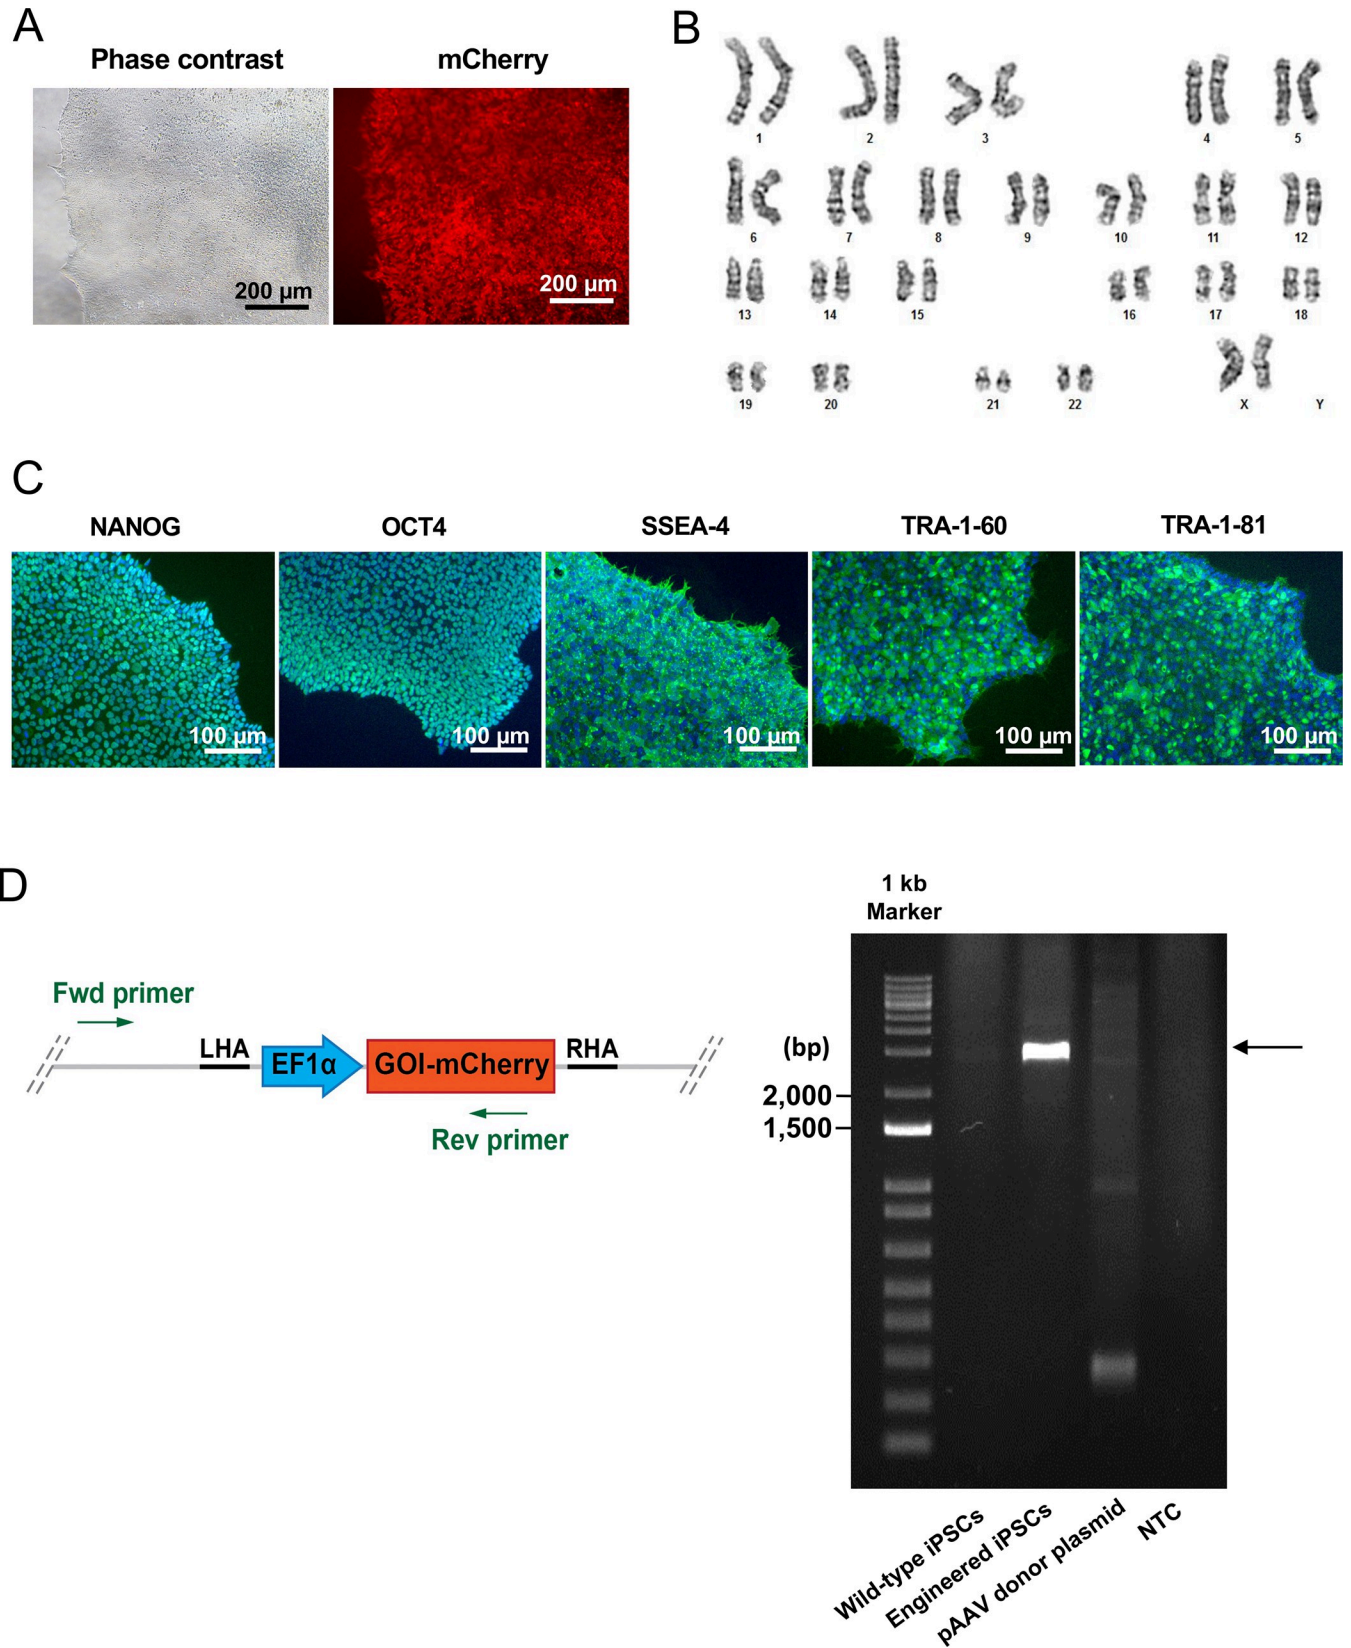 A
Phase contrast
mCherry
200 µm
200 µm
B
1
2
3
4
5
6
7
8
9
10
11
12
13
14
15
16
17
18
19
20
21
22
X
Y
C
NANOG
OCT4
SSEA-4
TRA-1-60
TRA-1-81
100 µm
100 µm
100 µm
100 µm
100 µm
D
Fwd primer
LHA
EF1α
GOI-mCherry
RHA
Rev primer
1 kb
Marker
(bp)
2,000
1,500
Wild-type iPSCs
Engineered iPSCs
pAAV donor plasmid
NTC